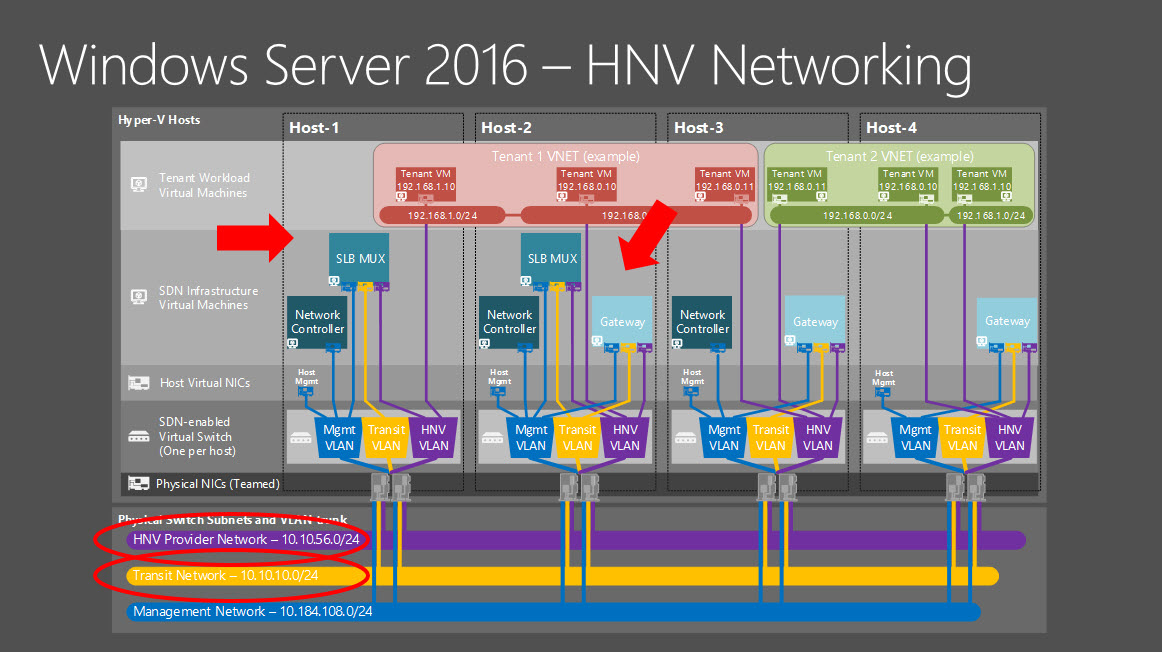 Windows Server 2016 – HNV Networking
Hyper-V Hosts
Host-1
Host-2
Host-3
Host-4
Tenant Workload
Virtual Machines
Tenant 1 VNET (example)
Tenant VM
192.168.1.10
Tenant VM
192.168.0.10
Tenant VM
192.168.0.11
192.168.1.0/24
192.168.0
Tenant 2 VNET (example)
Tenant VM
192.168.0.11
Tenant VM
192.168.0.10
Tenant VM
192.168.1.10
192.168.0.0/24
192.168.1.0/24
SDN Infrastructure
Virtual Machines
SLB MUX
Network
Controller
SLB MUX
Network
Controller
Gateway
Network
Controller
Gateway
Gateway
Host Virtual NICs
Host
Mgmt
Host
Mgmt
Host
Mgmt
Host
Mgmt
SDN-enabled
Virtual Switch
(One per host)
Mgmt
VLAN
Transit
VLAN
HNV
VLAN
Mgmt
VLAN
Transit
VLAN
HNV
VLAN
Mgmt
VLAN
Transit
VLAN
HNV
VLAN
Mgmt
VLAN
Transit
VLAN
HNV
VLAN
Physical NICs (Teamed)
Physical Switch Subnets and VLAN trunk
HNV Provider Network – 10.10.56.0/24
Transit Network – 10.10.10.0/24
Management Network – 10.184.108.0/24